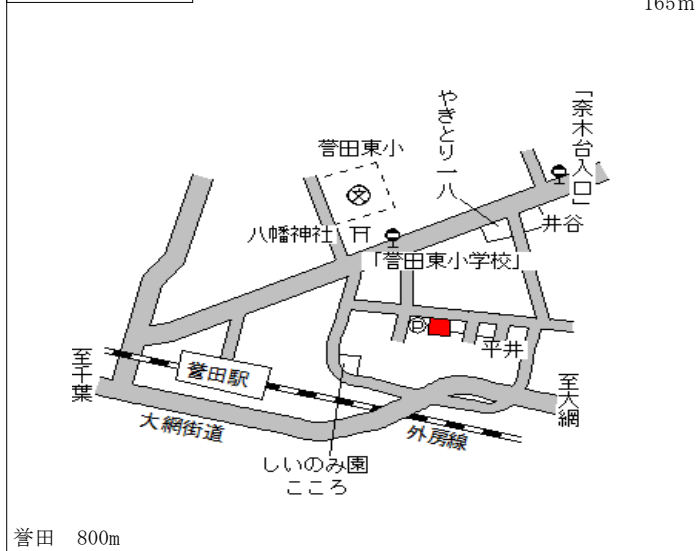 165m
やきとり一八
「奈木台入口」
誉田東小
八幡神社
井谷
「誉田東小学校」
平井
至千葉
誉田駅
至大網
大網街道
外房線
しいのみ園
こころ
誉田 800m